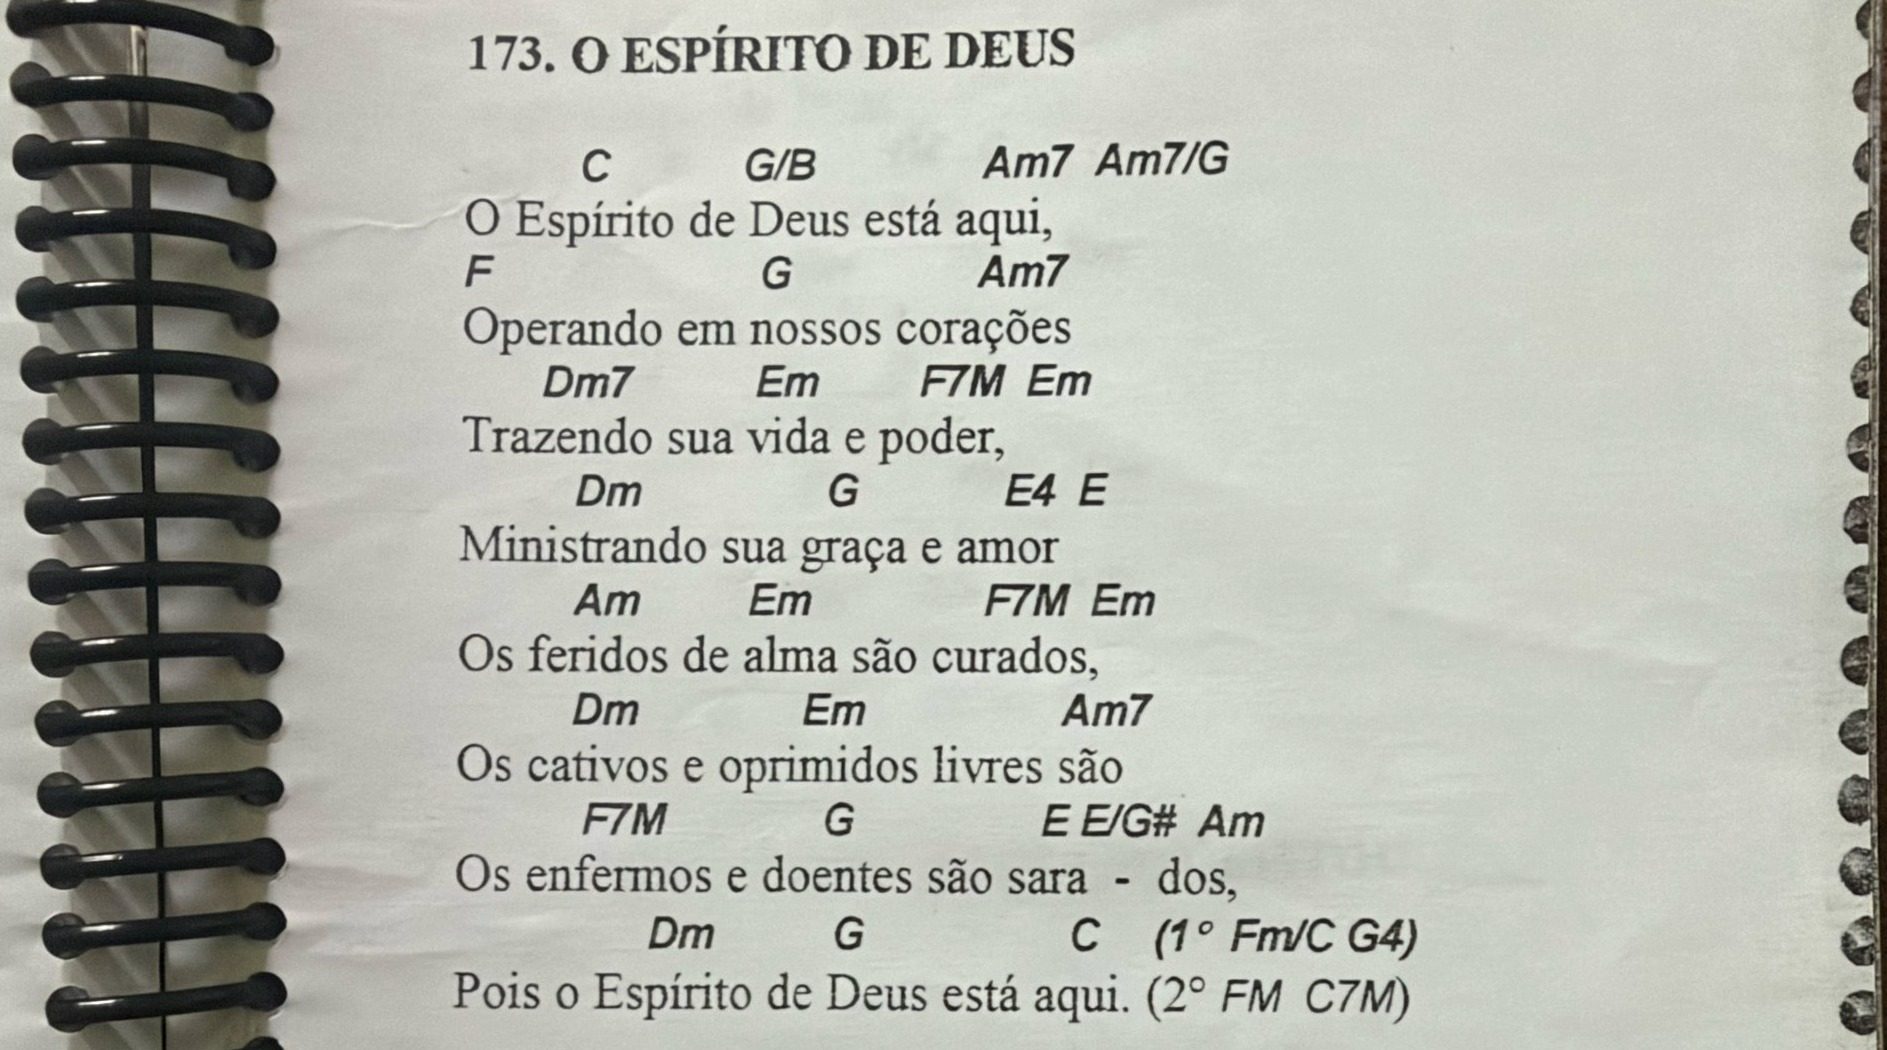 173. O ESPÍRITO DE DEUS
C G/B Am7 Am7/G
O Espírito de Deus está aqui,
F G Am7
Operando em nossos corações
Dm7 Em F7M Em
Trazendo sua vida e poder,
Dm G E4 E
Ministrando sua graça e amor
Am Em F7M Em
Os feridos de alma são curados,
Dm Em Am7
Os cativos e oprimidos livres são
F7M G E E/G# Am
Os enfermos e doentes são sara - dos,
Dm G C (1° Fm/C G4)
Pois o Espírito de Deus está aqui. (2° FM C7M)